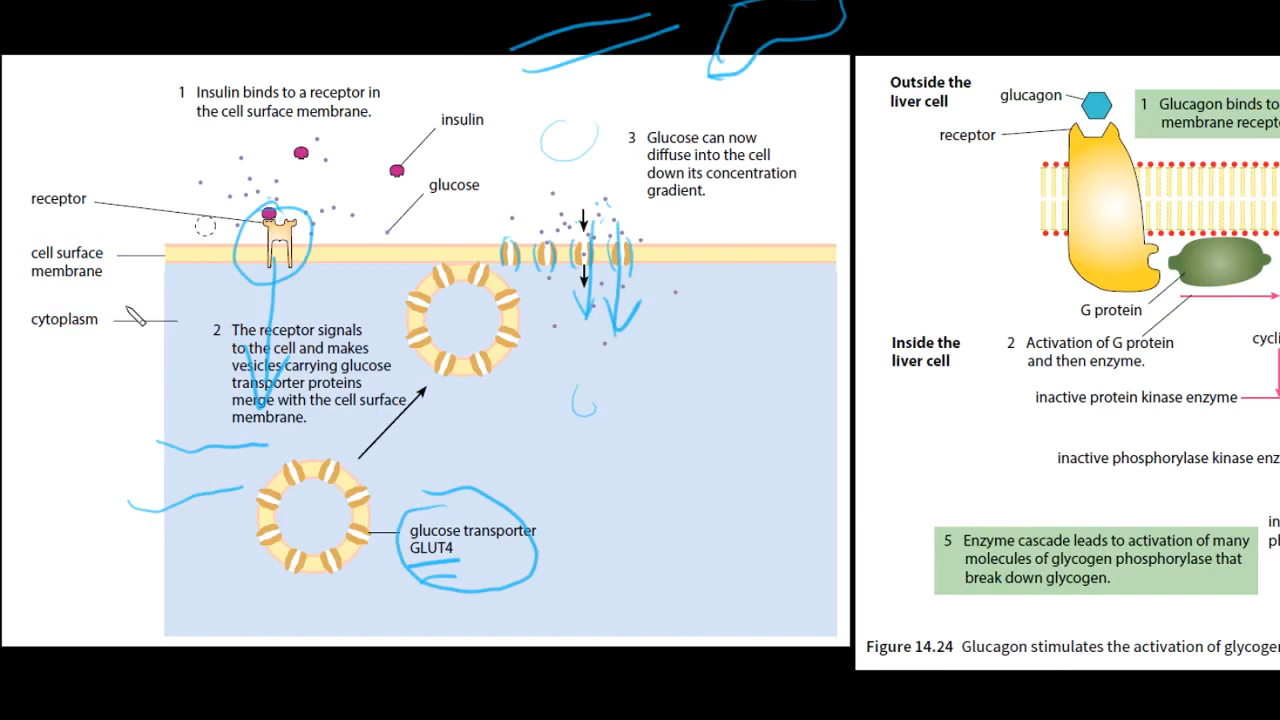 1 Insulin binds to a receptor in
the cell surface membrane.
insulin
glucose
3 Glucose can now
diffuse into the cell
down its concentration
gradient.
receptor
cell surface
membrane
cytoplasm
2 The receptor signals
to the cell and makes
vesicles carrying glucose
transporter proteins
merge with the cell surface
membrane.
glucose transporter
GLUT4
Outside the
liver cell
glucagon
receptor
1 Glucagon binds to
membrane recept
G protein
Inside the
liver cell
2 Activation of G protein
and then enzyme.
cycli
inactive protein kinase enzyme
inactive phosphorylase kinase enz
in
pl
5 Enzyme cascade leads to activation of many
molecules of glycogen phosphorylase that
break down glycogen.
Figure 14.24 Glucagon stimulates the activation of glycoge